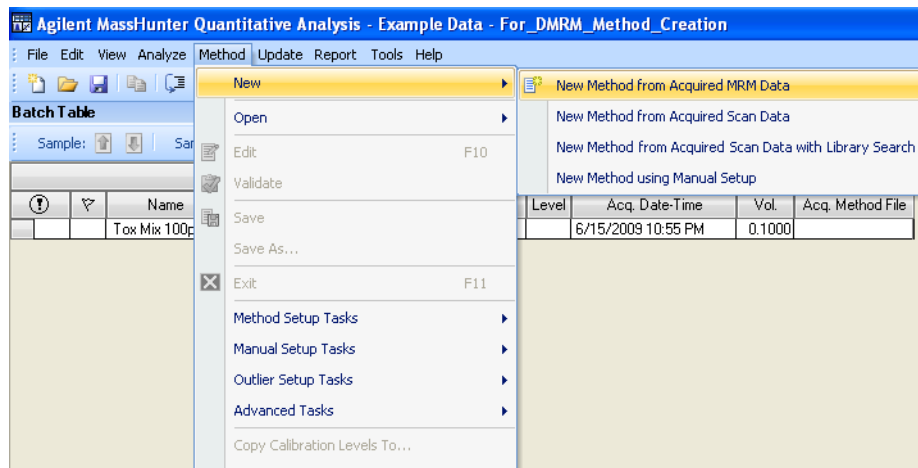 Agilent MassHunter Quantitative Analysis - Example Data - For_DMRM_Method_Creation
File Edit View Analyze Method Update Report Tools Help
New
New Method from Acquired MRM Data
Batch Table
Open
New Method from Acquired Scan Data
Sample:
Edit F10
New Method from Acquired Scan Data with Library Search
Validate
New Method using Manual Setup
Name
Level Acq. Date-Time Vol. Acq. Method File
Save
Tox Mix
6/15/2009 10:55 PM 0.1000
Save As...
Exit F11
Method Setup Tasks
Manual Setup Tasks
Outlier Setup Tasks
Advanced Tasks
Copy Calibration Levels To...